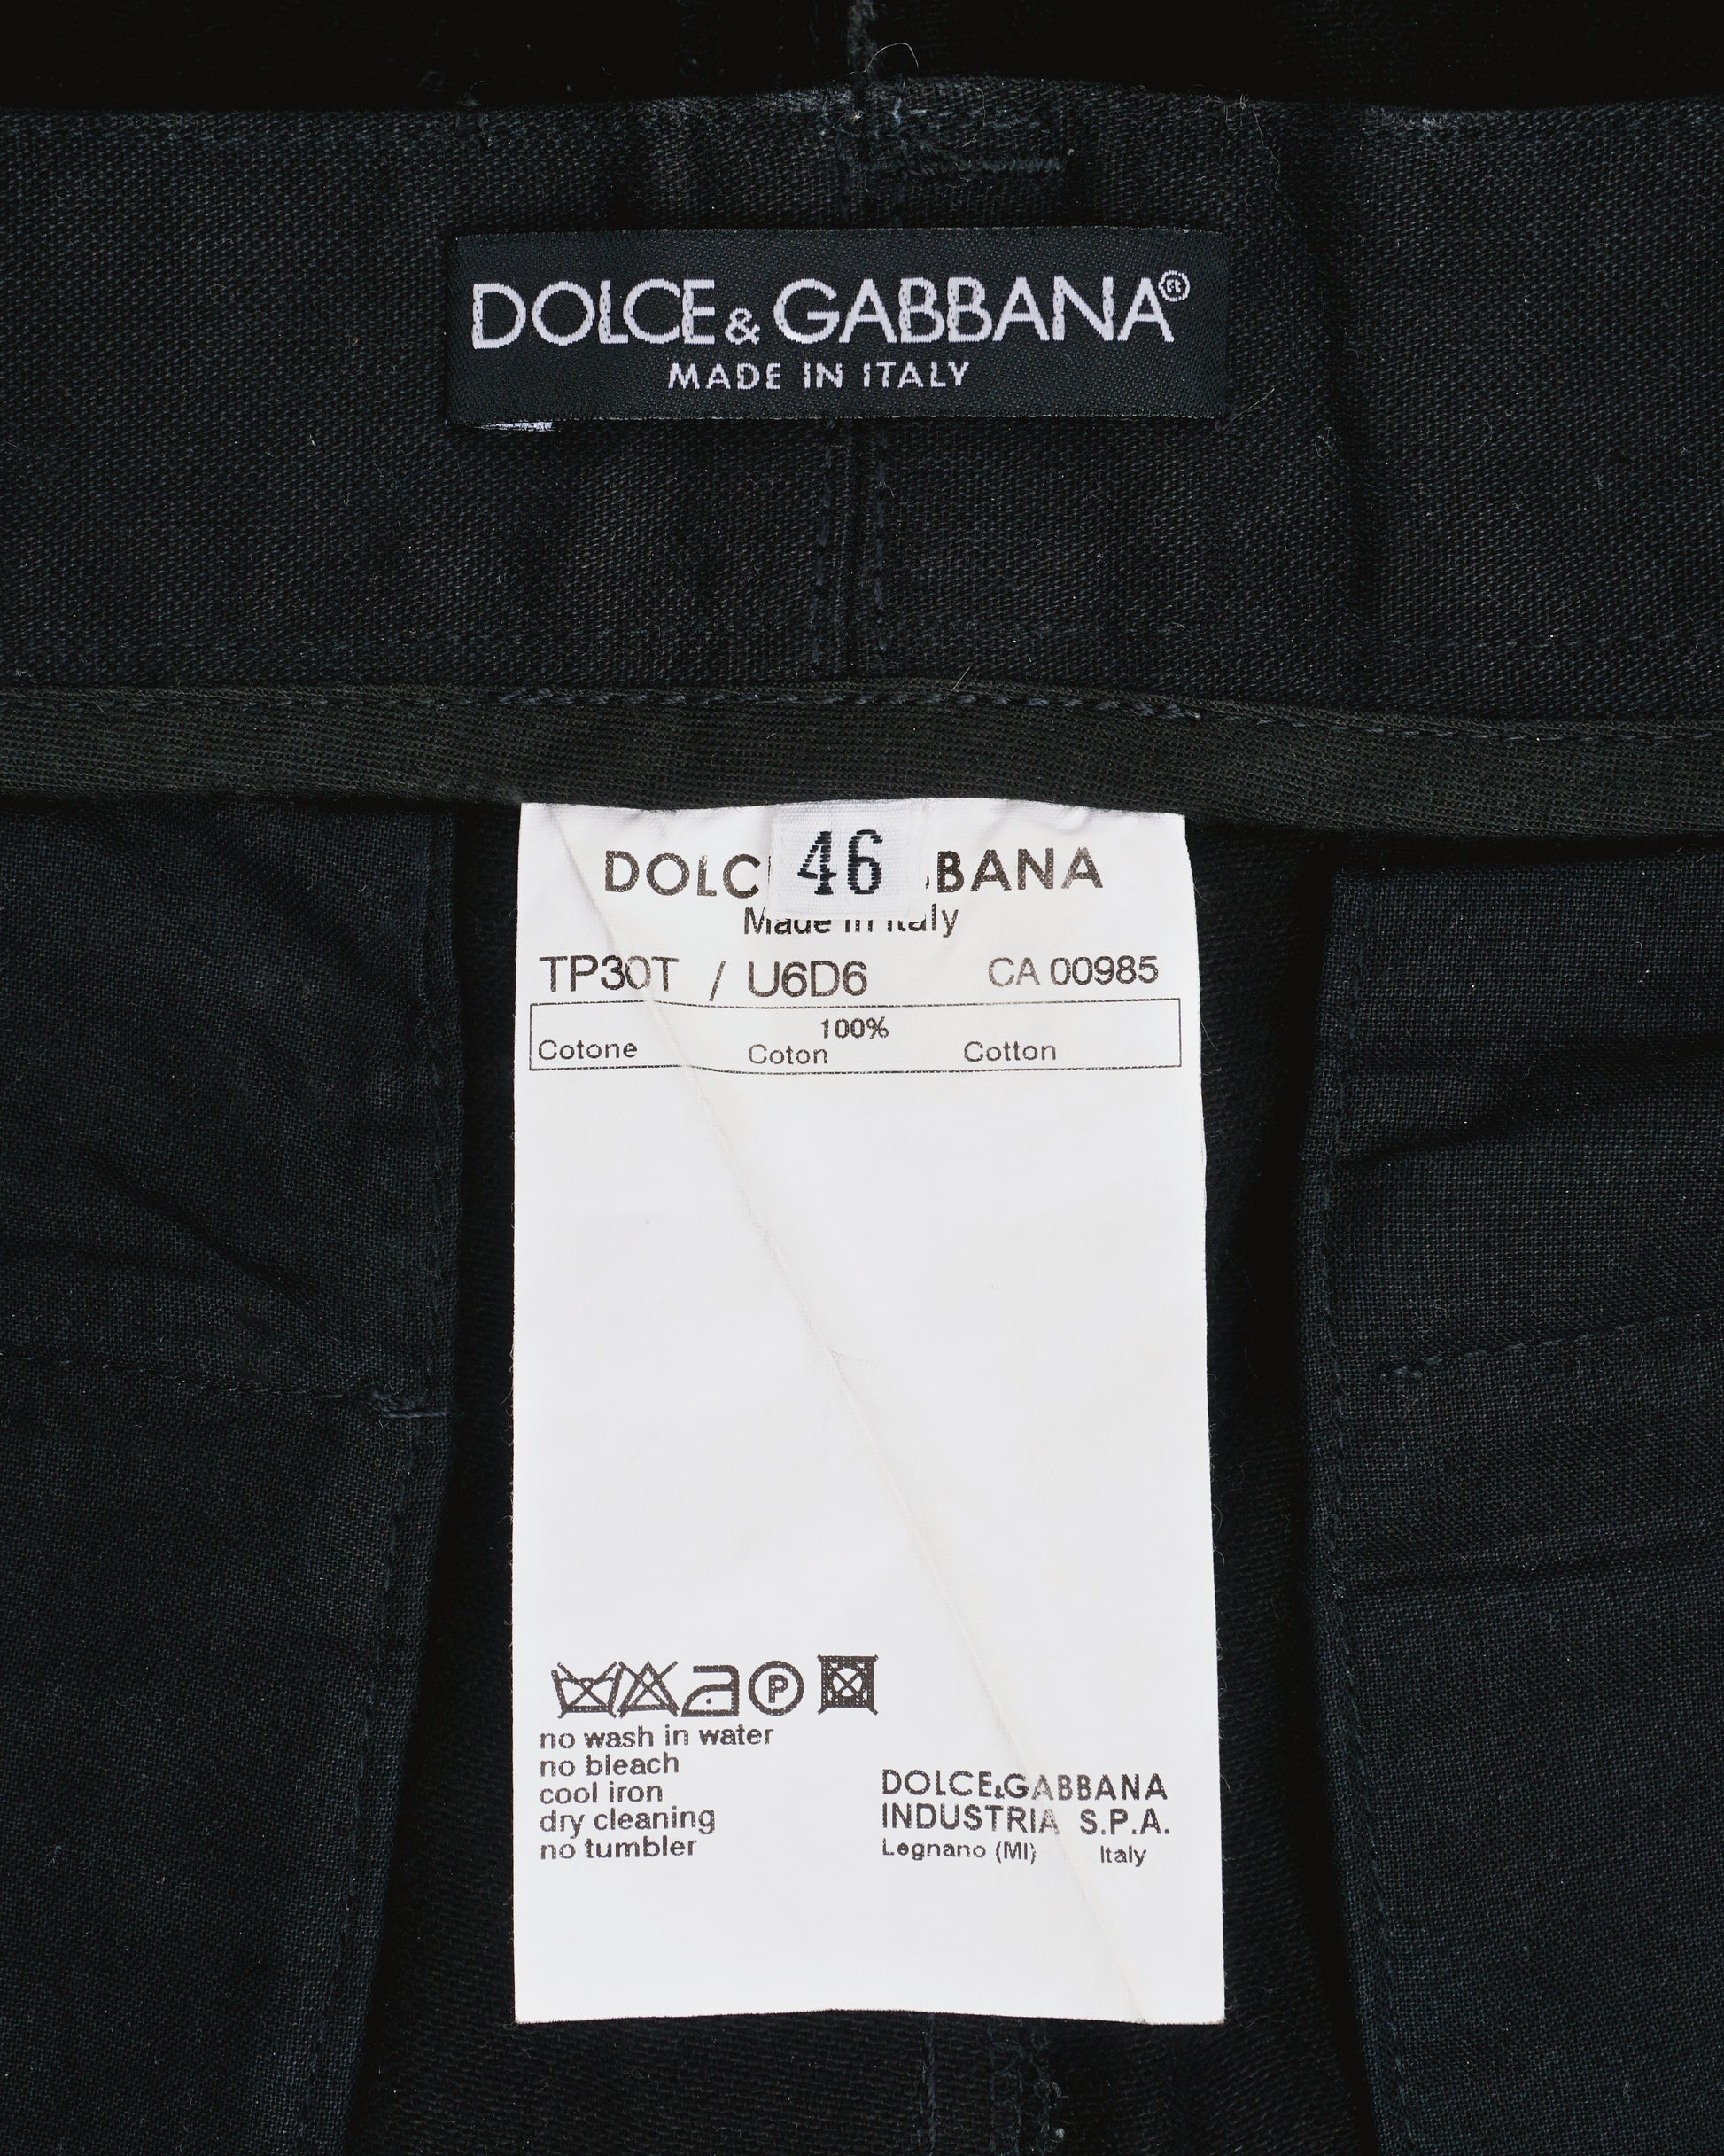 DOLCE & GABBANA®
MADE IN ITALY
46
DOLC BBANA
Made in Italy
TP30T / U6D6 CA 00985
100%
Cotone Coton Cotton
P
no wash in water
no bleach
cool iron
dry cleaning
no tumbler
DOLCE&GABBANA
INDUSTRIA S.P.A.
Legnano (MI) Italy